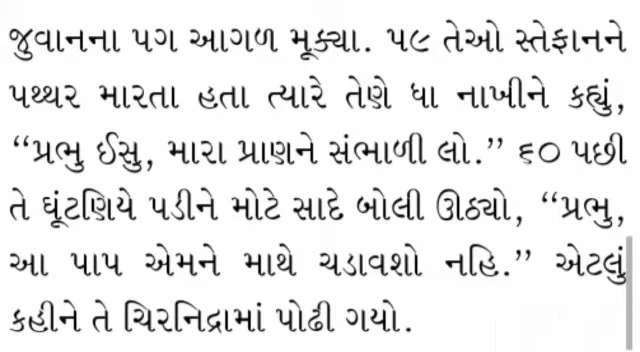 જુવાનના પગ આગળ મૂક્યા. ૫૯ તેઓ સ્તેફાનને
પથ્થર મારતા હતા ત્યારે તેણે ધા નાખીને કહ્યું,
“પ્રભુ ઈસુ, મારા પ્રાણને સંભાળી લો.” ૬૦ પછી
તે ઘૂંટણિયે પડીને મોટે સાદે બોલી ઊઠ્યો, “પ્રભુ,
આ પાપ એમને માથે ચડાવશો નહિ.” એટલું
કહીને તે ચિરનિદ્રામાં પોઢી ગયો.